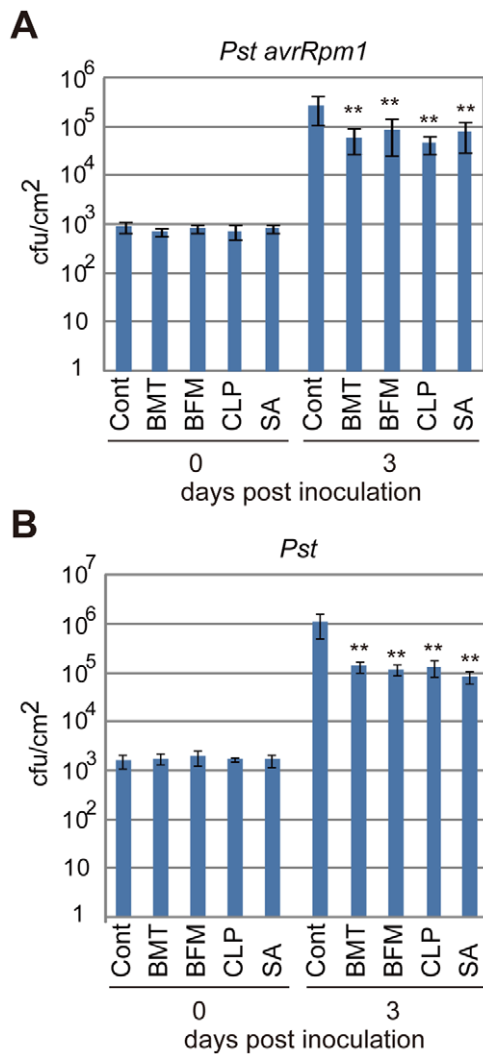 A
Pst avrRpm1
cfu/cm²
10⁶
10⁵
10⁴
10³
10²
10
1
** ** ** **
Cont BMT BFM CLP SA Cont BMT BFM CLP SA
0 3
days post inoculation
B
Pst
cfu/cm²
10⁷
10⁶
10⁵
10⁴
10³
10²
10
1
** ** ** **
Cont BMT BFM CLP SA Cont BMT BFM CLP SA
0 3
days post inoculation